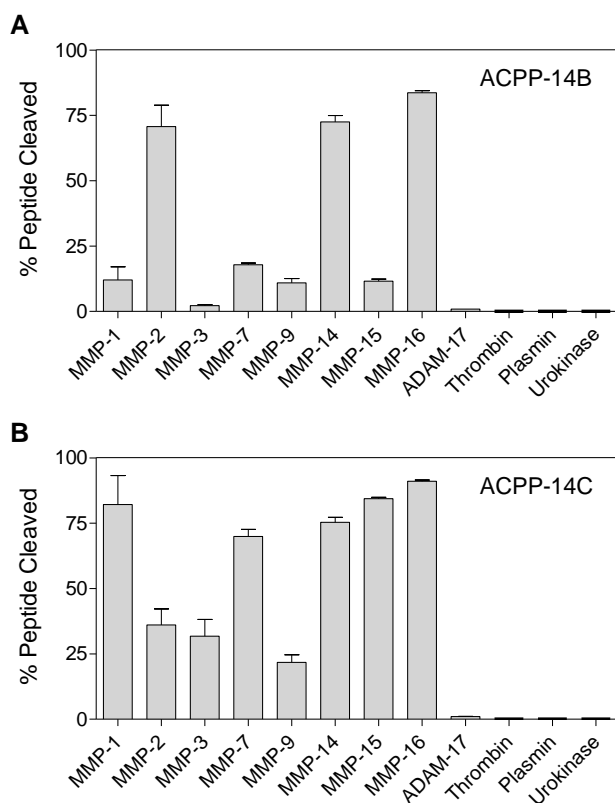 A
ACPP-14B
% Peptide Cleaved
100
75
50
25
0
MMP-1
MMP-2
MMP-3
MMP-7
MMP-9
MMP-14
MMP-15
MMP-16
ADAM-17
Thrombin
Plasmin
Urokinase
B
ACPP-14C
% Peptide Cleaved
100
75
50
25
0
MMP-1
MMP-2
MMP-3
MMP-7
MMP-9
MMP-14
MMP-15
MMP-16
ADAM-17
Thrombin
Plasmin
Urokinase